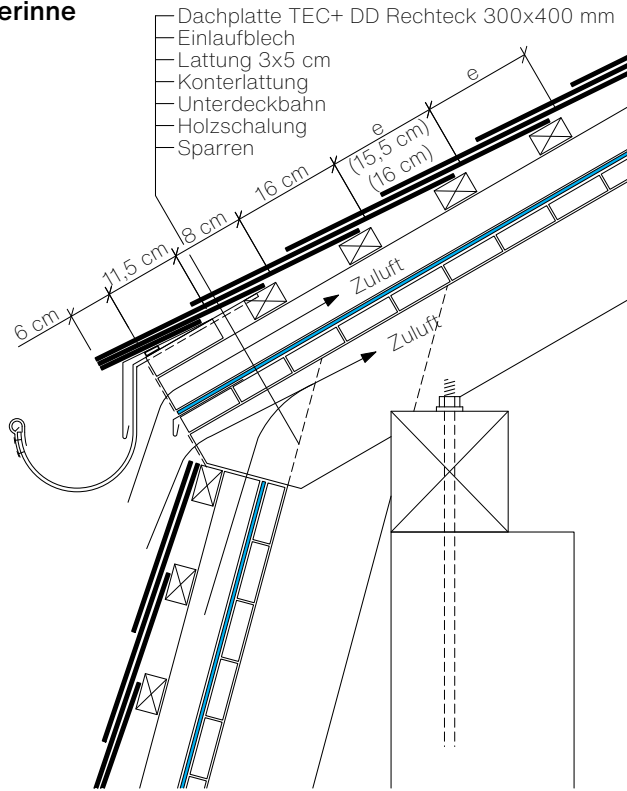 erinne
Dachplatte TEC+ DD Rechteck 300x400 mm
Einlaufblech
Lattung 3x5 cm
Konterlattung
Unterdeckbahn
Holzschalung
Sparren
e
e
(15,5 cm)
(16 cm)
16 cm
8 cm
11,5 cm
6 cm
Zuluft
Zuluft